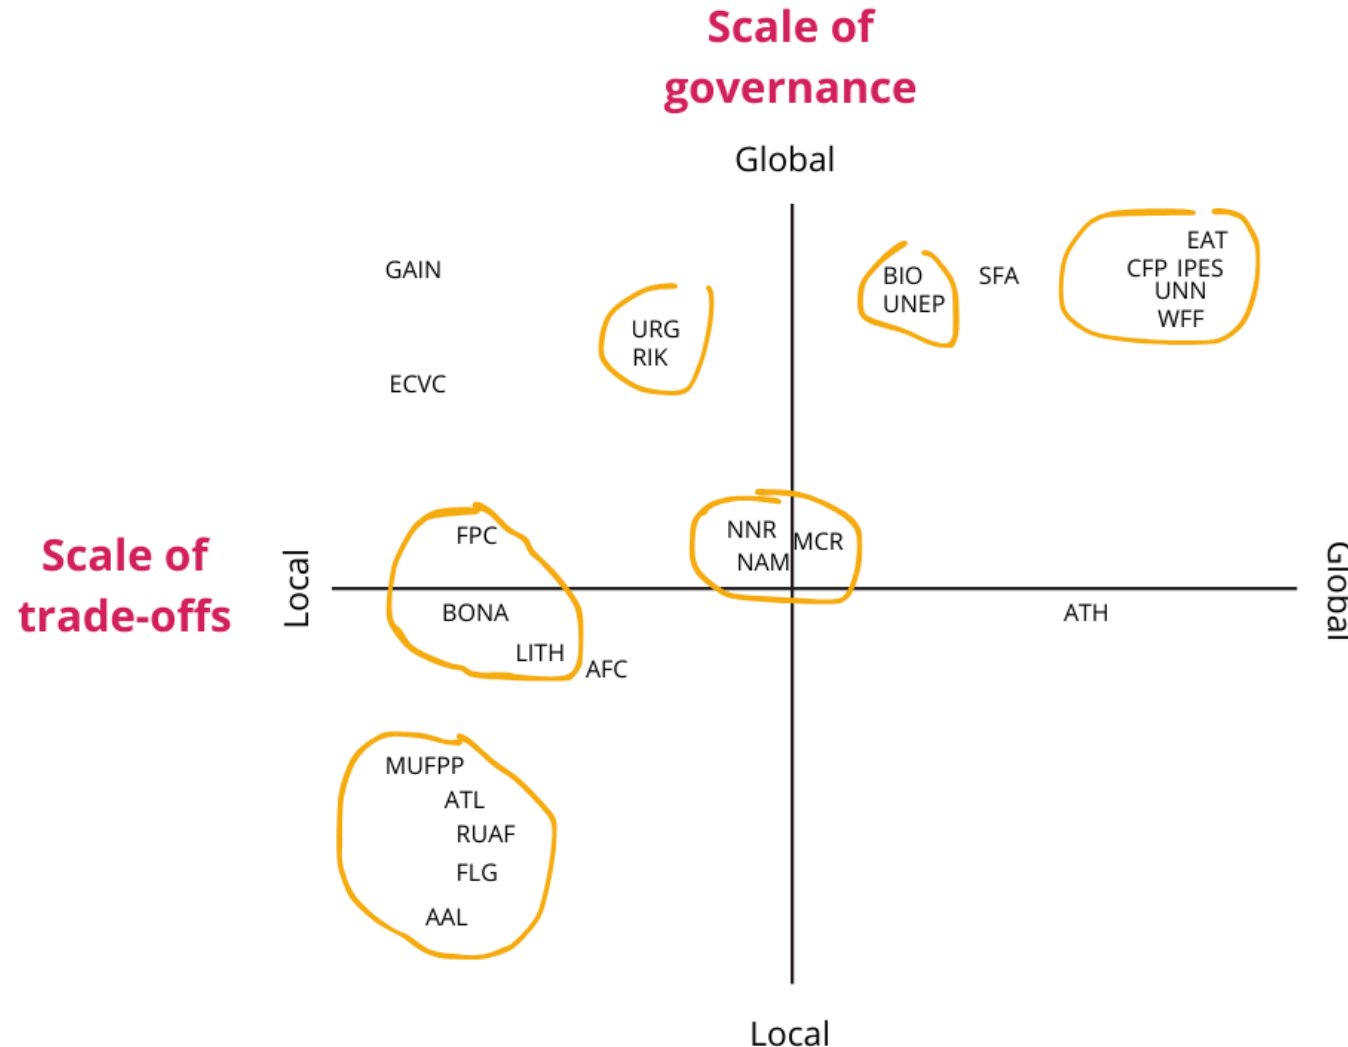 Scale of
governance
Global
EAT
GAIN
BIO
SFA
CFP IPES
UNN
UNEP
WFF
URG
RIK
ECVC
FPC
NNR
MCR
NAM
Scale of
trade-offs
Local
Global
BONA
ATH
LITH
AFC
MUFPP
ATL
RUAF
FLG
AAL
Local